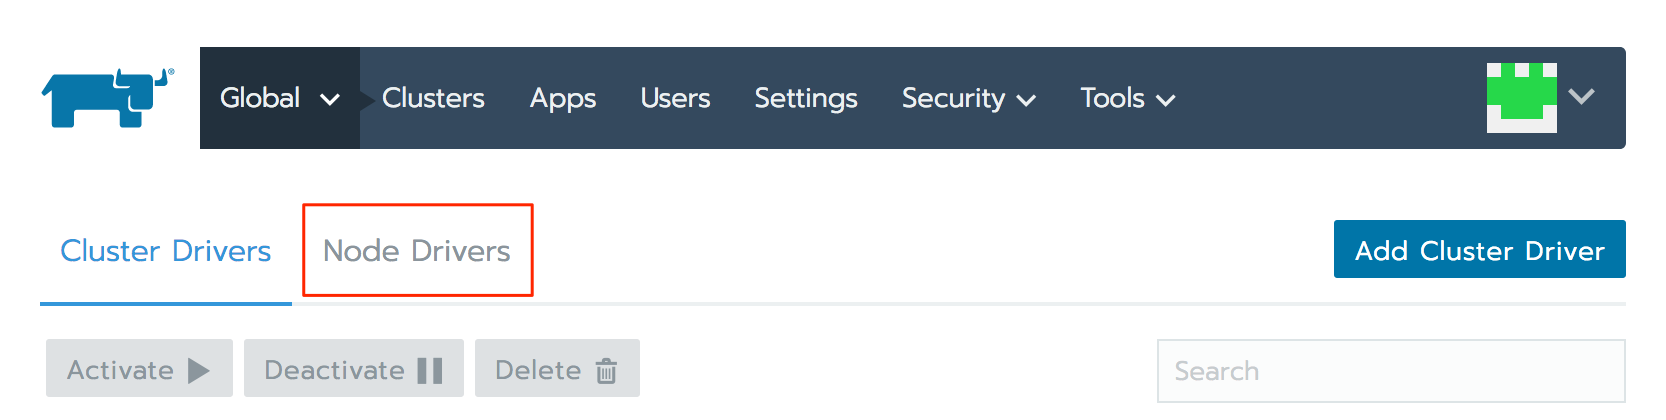 Global Clusters Apps Users Settings Security Tools
Cluster Drivers Node Drivers Add Cluster Driver
Activate Deactivate Delete Search